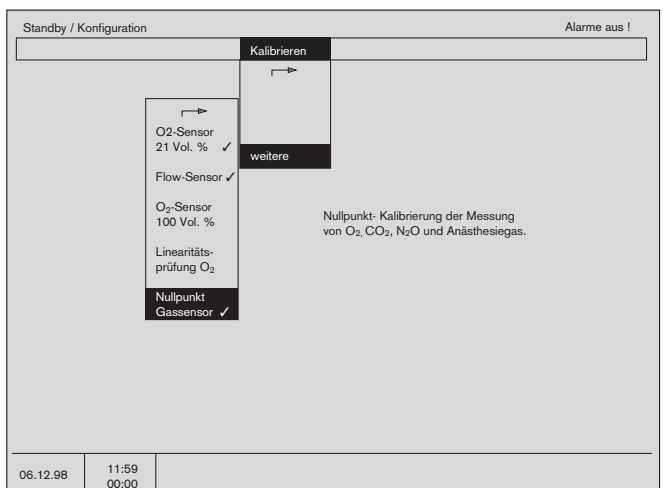 Standby / Konfiguration
Alarme aus !
Kalibrieren
O2-Sensor
21 Vol. % ✓
weitere
Flow-Sensor ✓
O₂-Sensor
100 Vol. %
Nullpunkt- Kalibrierung der Messung
von O₂, CO₂, N₂O und Anästhesiegas.
Linearitäts-
prüfung O₂
Nullpunkt
Gassensor ✓
06.12.98
11:59
00:00